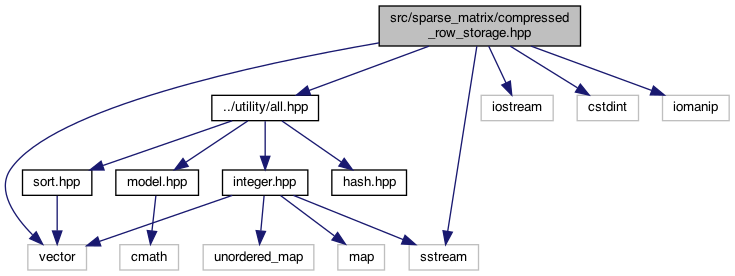 src/sparse_matrix/compressed
_row_storage.hpp
../utility/all.hpp
iostream
cstdint
iomanip
sort.hpp
model.hpp
integer.hpp
hash.hpp
vector
cmath
unordered_map
map
sstream